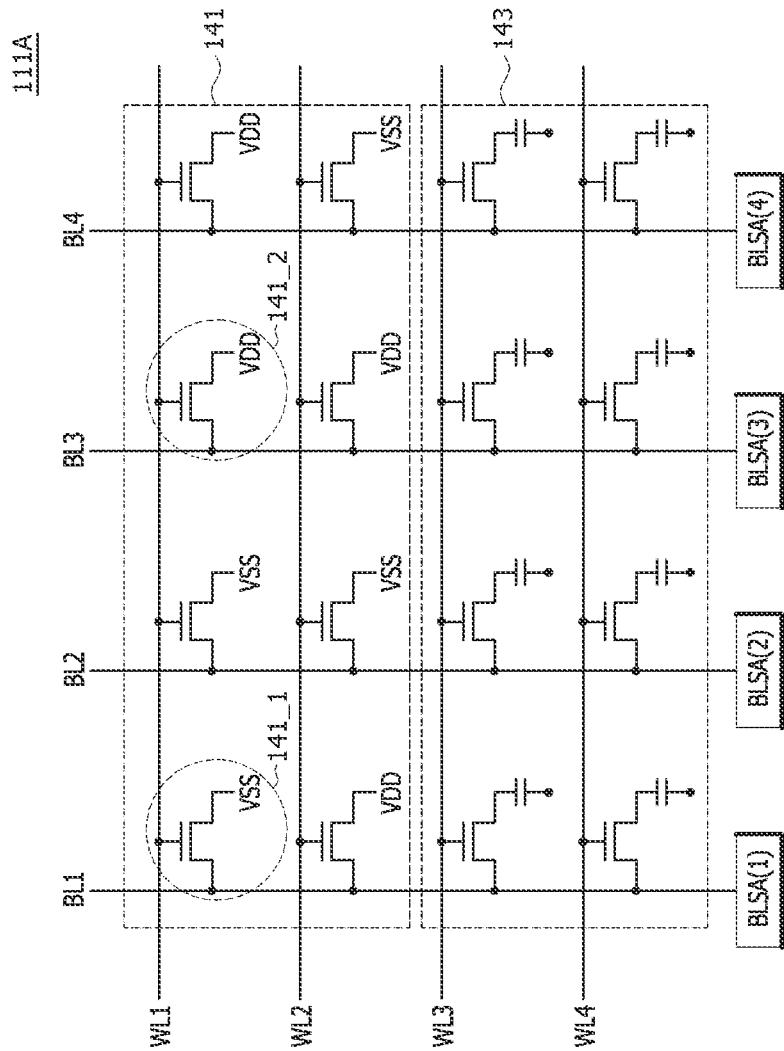 111A
BL1 BL2 BL3 BL4
141
WL1
VSS VSS VDD VDD
141_1 141_2
WL2
VDD VSS VDD VSS
143
WL3
WL4
BLSA(1) BLSA(2) BLSA(3) BLSA(4)